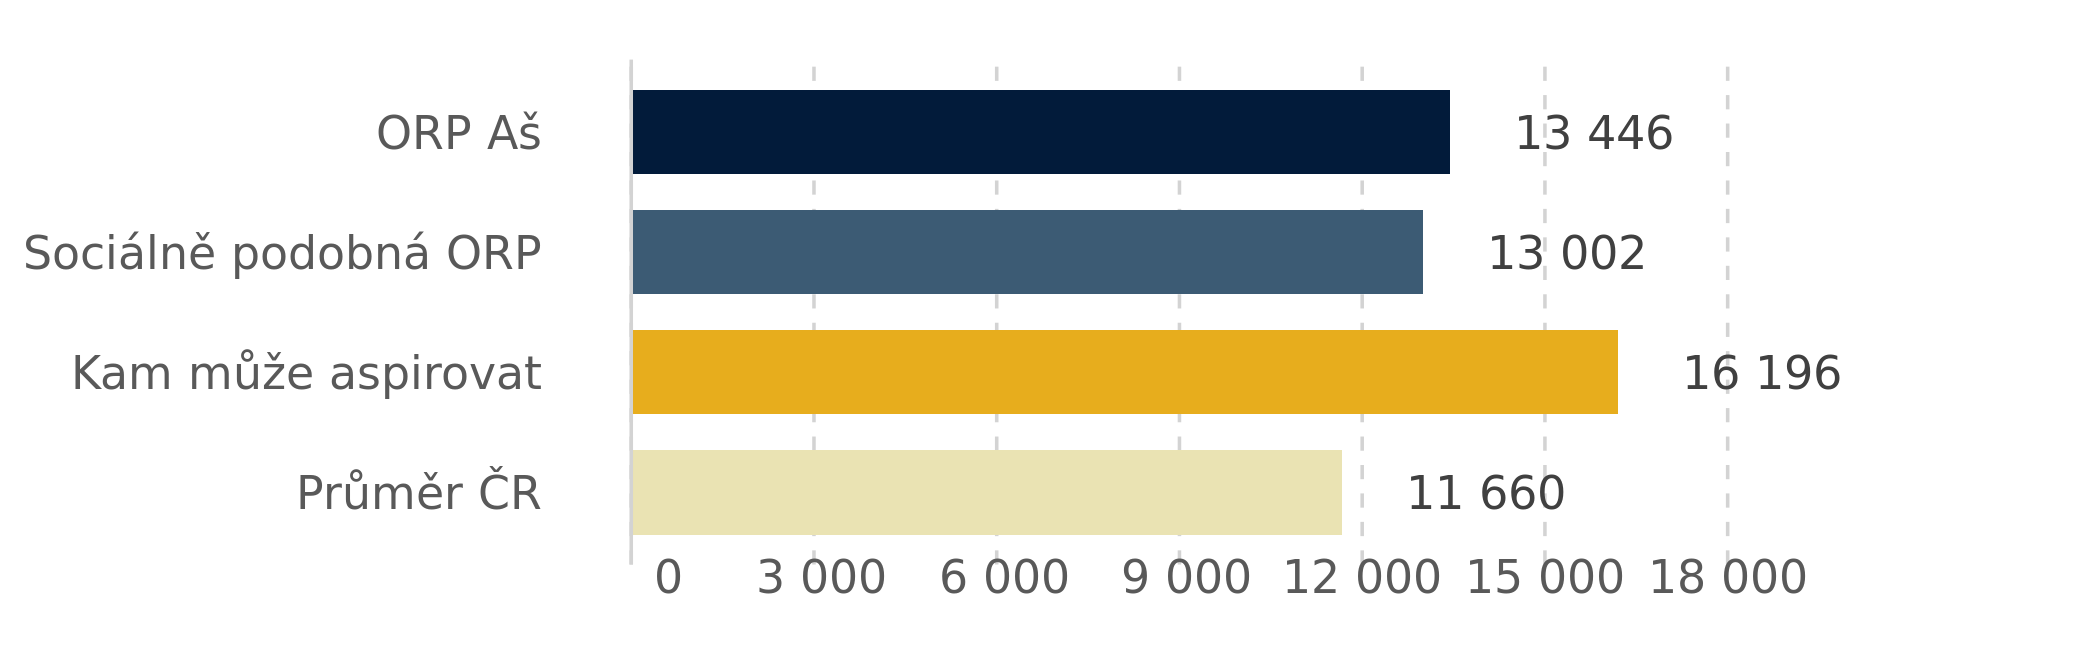 ORP Aš 13 446
Sociálně podobná ORP 13 002
Kam může aspirovat 16 196
Průměr ČR 11 660
0 3 000 6 000 9 000 12 000 15 000 18 000